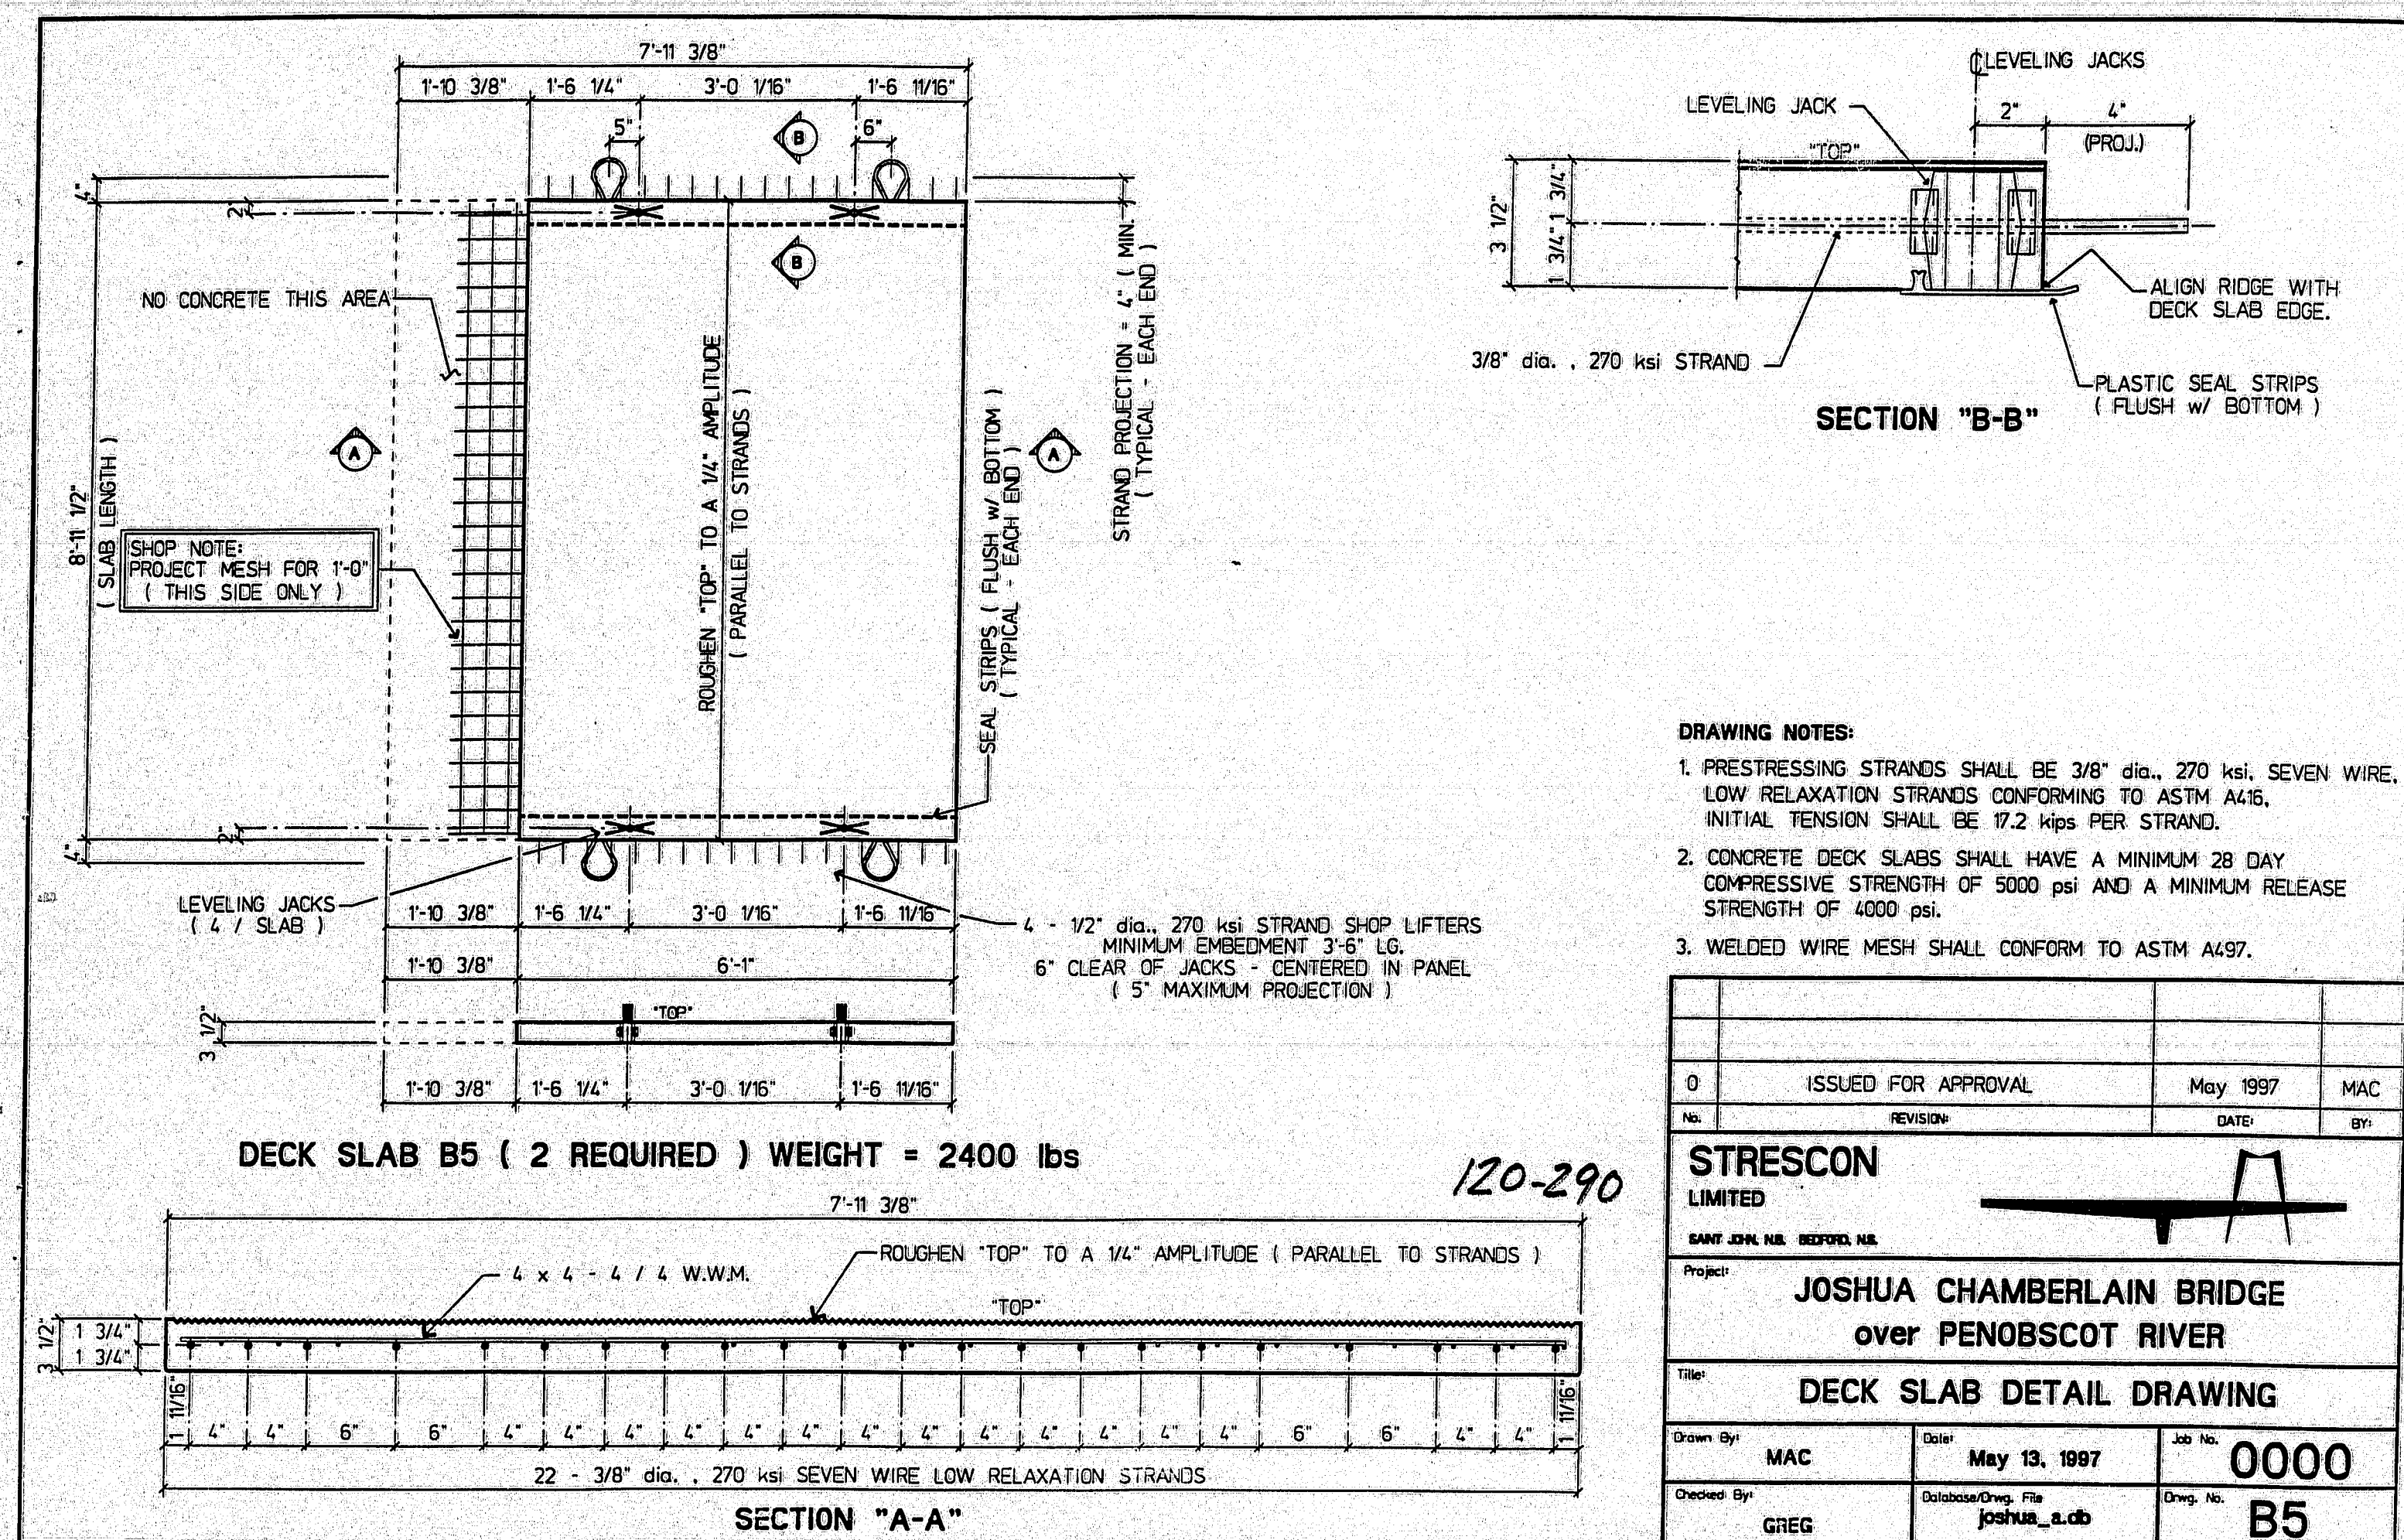 7'-11 3/8"
1'-10 3/8" 1'-6 1/4" 3'-0 1/16" 1'-6 11/16"
5" B 6"
4"
2"
B
NO CONCRETE THIS AREA
A
A
8'-11 1/2"
( SLAB LENGTH )
SHOP NOTE:
PROJECT MESH FOR 1'-0"
( THIS SIDE ONLY )
ROUGHEN "TOP" TO A 1/4" AMPLITUDE
( PARALLEL TO STRANDS )
SEAL STRIPS ( FLUSH w/ BOTTOM )
( TYPICAL - EACH END )
STRAND PROJECTION = 4" ( MIN. )
( TYPICAL - EACH END )
2"
4"
LEVELING JACKS
( 4 / SLAB )
1'-10 3/8" 1'-6 1/4" 3'-0 1/16" 1'-6 11/16"
4 - 1/2" dia., 270 ksi STRAND SHOP LIFTERS
MINIMUM EMBEDMENT 3'-6" LG.
6" CLEAR OF JACKS - CENTERED IN PANEL
( 5" MAXIMUM PROJECTION )
1'-10 3/8" 6'-1"
"TOP"
3 1/2"
1'-10 3/8" 1'-6 1/4" 3'-0 1/16" 1'-6 11/16"
DECK SLAB B5 ( 2 REQUIRED ) WEIGHT = 2400 lbs
120-290
7'-11 3/8"
ROUGHEN "TOP" TO A 1/4" AMPLITUDE ( PARALLEL TO STRANDS )
4 x 4 - 4 / 4 W.W.M.
"TOP"
3 1/2"
1 3/4"
1 3/4"
1 11/16" 4" 4" 6" 6" 4" 4" 4" 4" 4" 4" 4" 4" 4" 4" 4" 4" 4" 6" 6" 4" 4" 1 11/16"
22 - 3/8" dia. , 270 ksi SEVEN WIRE LOW RELAXATION STRANDS
SECTION "A-A"
℄ LEVELING JACKS
LEVELING JACK
2" 4"
(PROJ.)
"TOP"
3 1/2"
1 3/4" 1 3/4"
ALIGN RIDGE WITH
DECK SLAB EDGE.
3/8" dia. , 270 ksi STRAND
PLASTIC SEAL STRIPS
( FLUSH w/ BOTTOM )
SECTION "B-B"
DRAWING NOTES:
1. PRESTRESSING STRANDS SHALL BE 3/8" dia., 270 ksi, SEVEN WIRE,
LOW RELAXATION STRANDS CONFORMING TO ASTM A416,
INITIAL TENSION SHALL BE 17.2 kips PER STRAND.
2. CONCRETE DECK SLABS SHALL HAVE A MINIMUM 28 DAY
COMPRESSIVE STRENGTH OF 5000 psi AND A MINIMUM RELEASE
STRENGTH OF 4000 psi.
3. WELDED WIRE MESH SHALL CONFORM TO ASTM A497.
0 ISSUED FOR APPROVAL May 1997 MAC
No. REVISION: DATE: BY:
STRESCON
LIMITED
SAINT JOHN, N.B. BEDFORD, N.S.
Project:
JOSHUA CHAMBERLAIN BRIDGE
over PENOBSCOT RIVER
Title:
DECK SLAB DETAIL DRAWING
Drawn By: MAC
Date: May 13, 1997
Job No. 0000
Checked By: GREG
Database/Drwg. File joshua_a.db
Drwg. No. B5